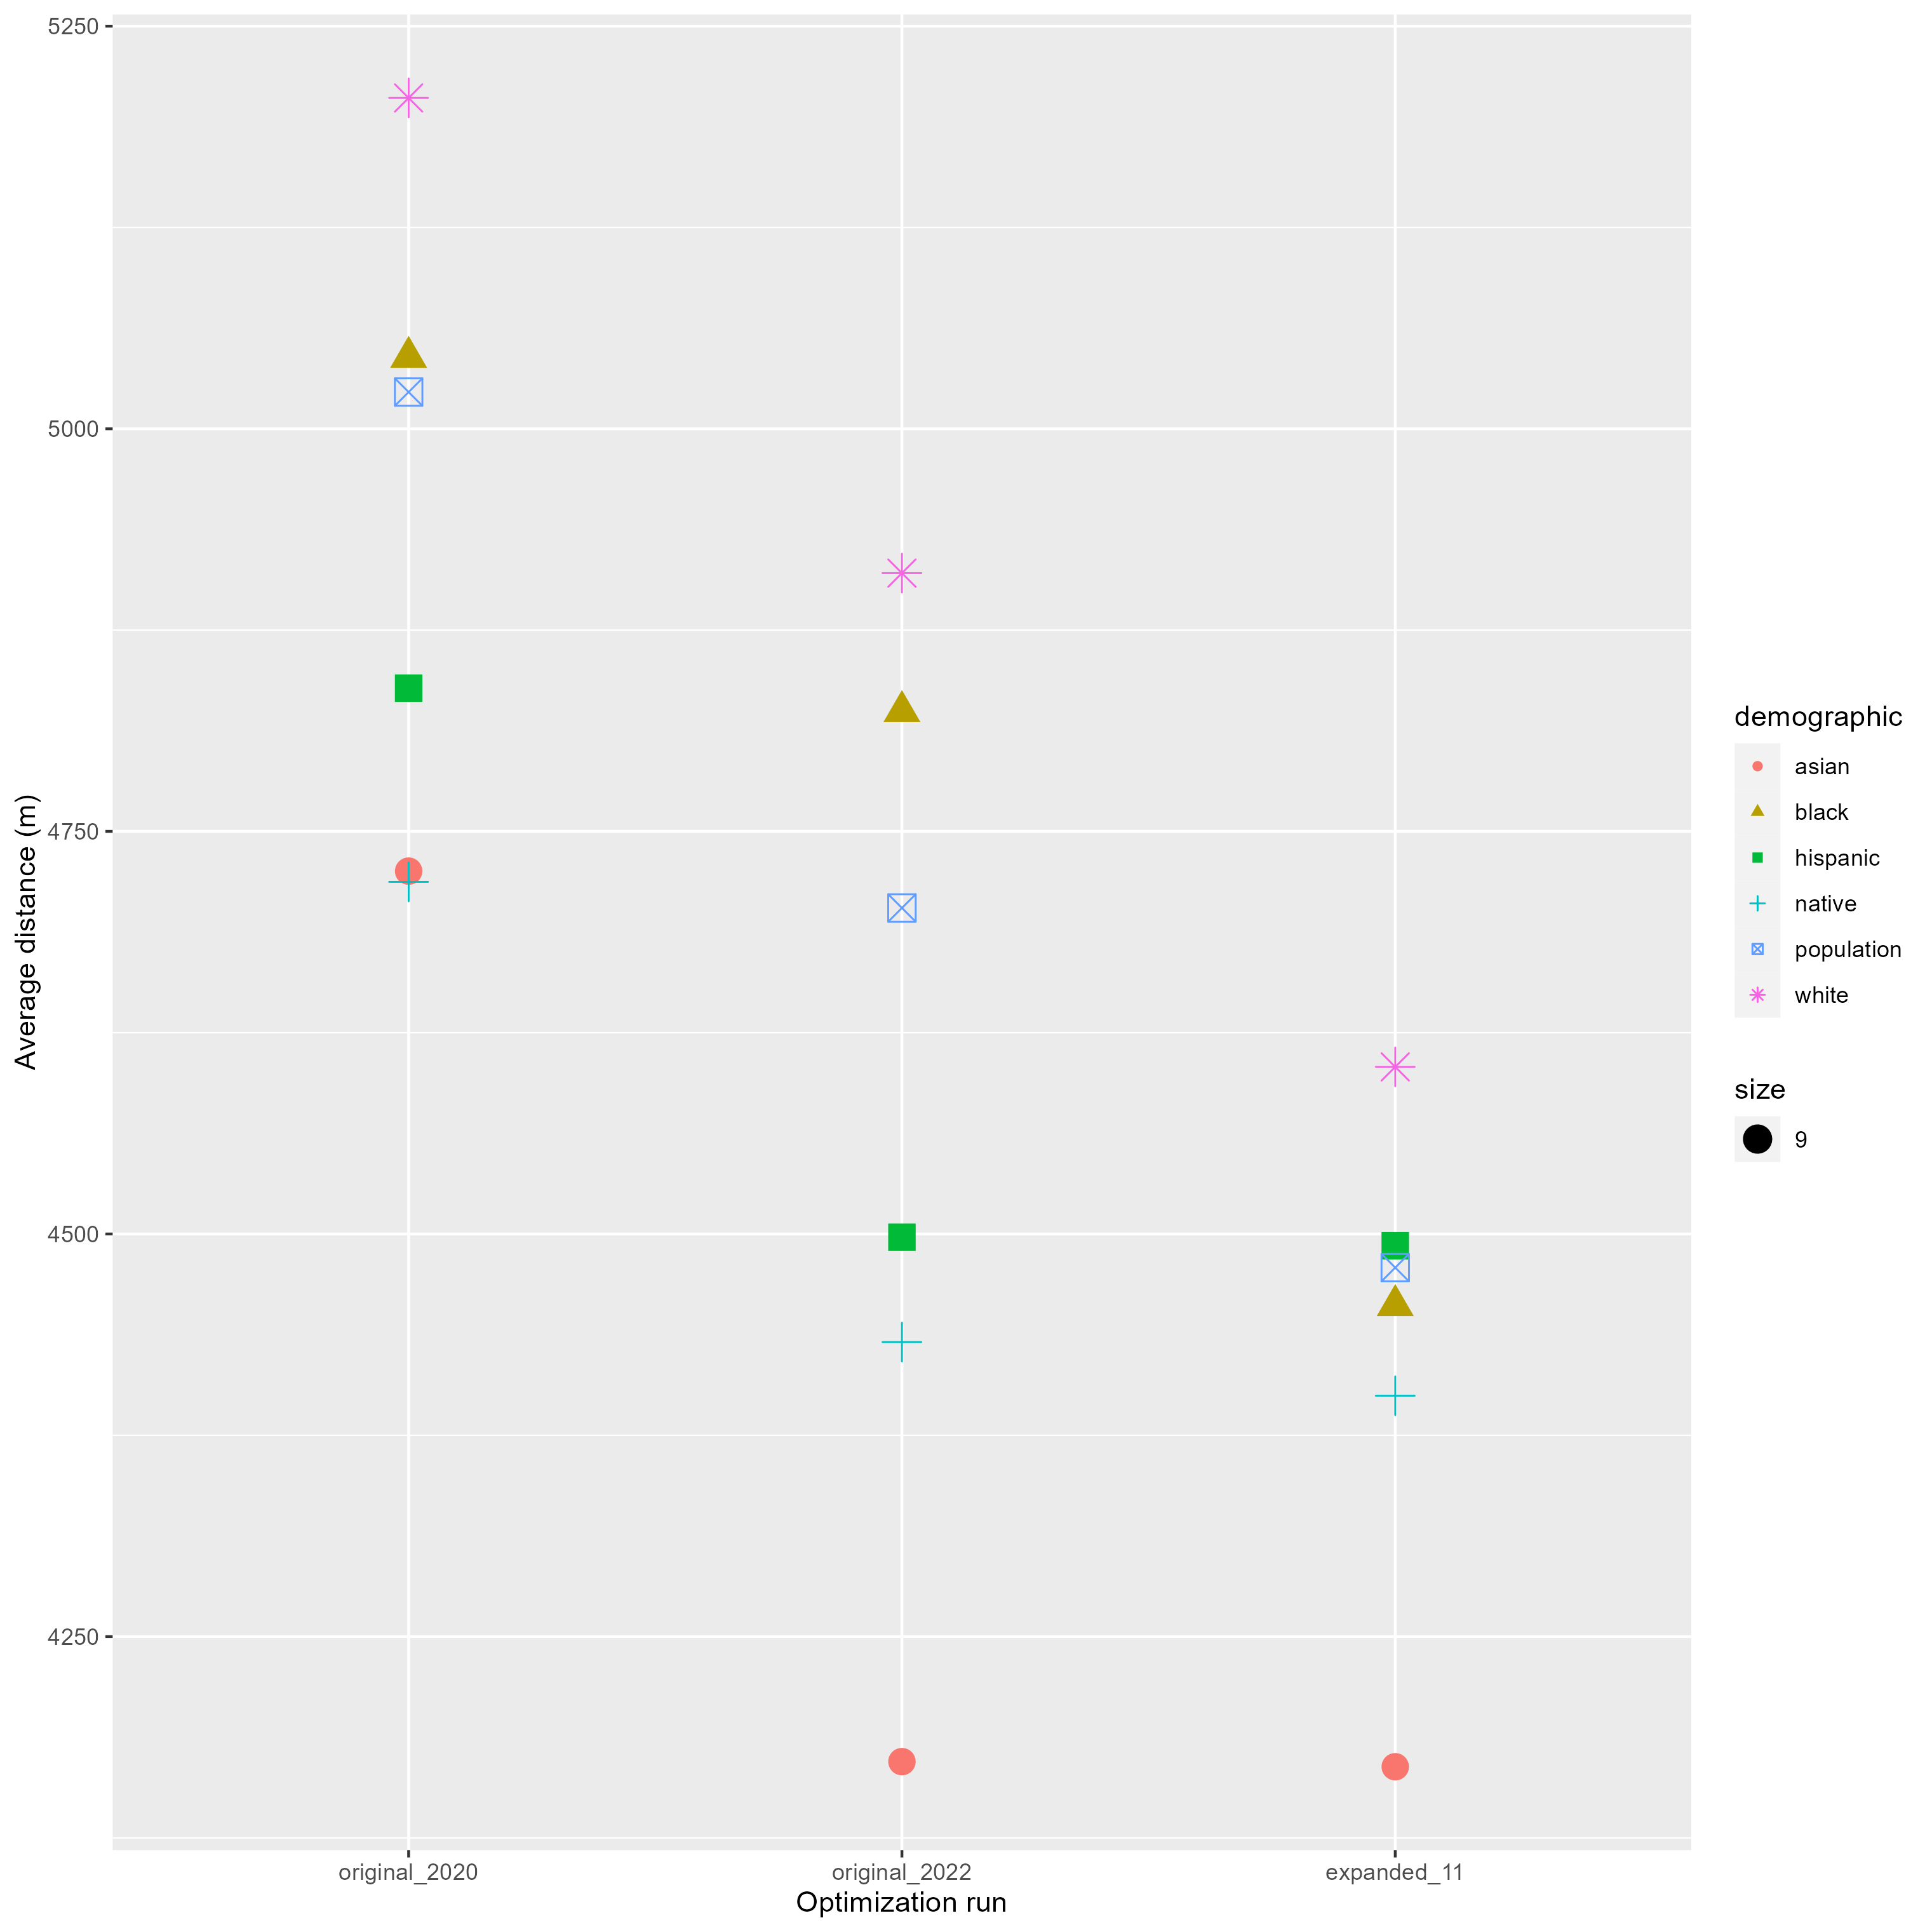 5250
5000
4750
4500
4250
Average distance (m)
original_2020
original_2022
expanded_11
Optimization run
demographic
asian
black
hispanic
native
population
white
size
9